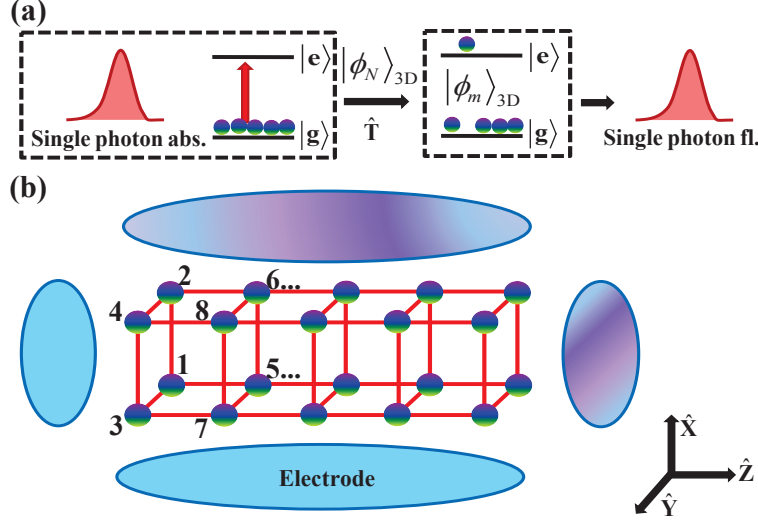 (a)
|e⟩
|ϕ_N⟩_3D
|e⟩
|ϕ_m⟩_3D
Single photon abs.
|g⟩
T̂
|g⟩
Single photon fl.
(b)
2
6...
4
8
1
5...
3
7
X̂
Electrode
Ẑ
Ŷ